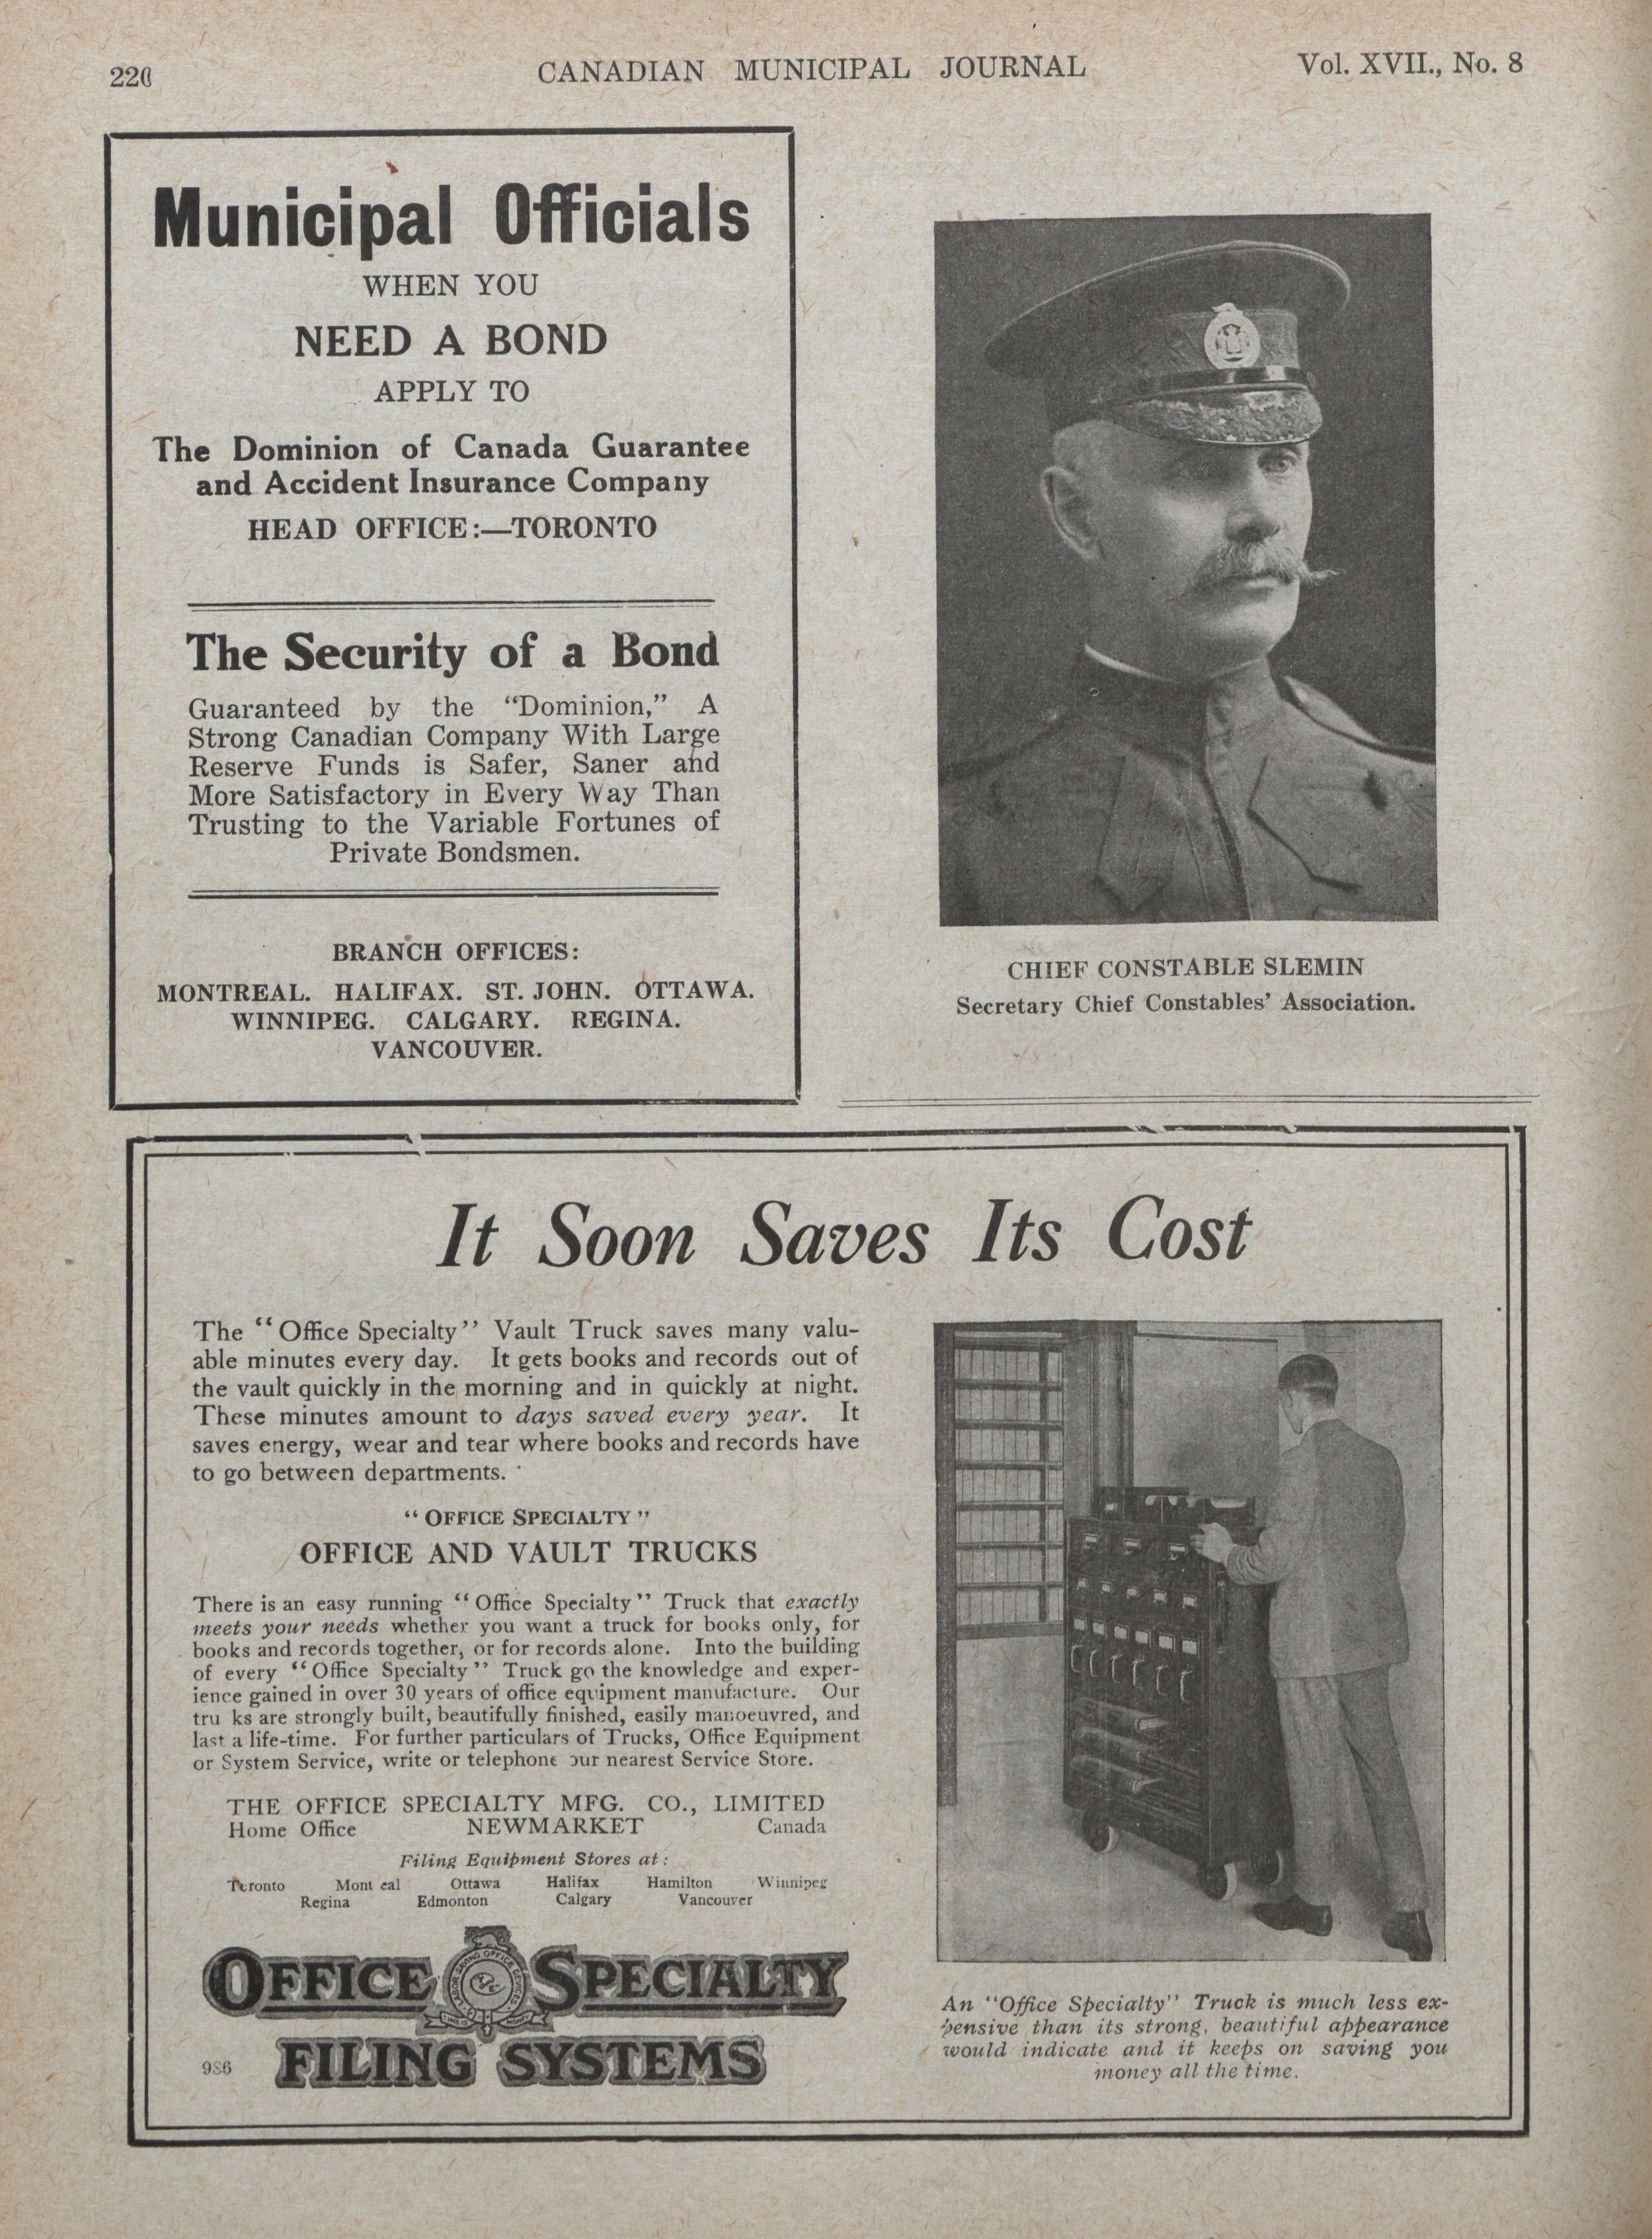 220
CANADIAN MUNICIPAL JOURNAL
Vol. XVII., No. 8
Municipal Officials
WHEN YOU
NEED A BOND
APPLY TO
The Dominion of Canada Guarantee
and Accident Insurance Company
HEAD OFFICE:—TORONTO
The Security of a Bond
Guaranteed by the “Dominion,” A
Strong Canadian Company With Large
Reserve Funds is Safer, Saner and
More Satisfactory in Every Way Than
Trusting to the Variable Fortunes of
Private Bondsmen.
BRANCH OFFICES:
MONTREAL. HALIFAX. ST. JOHN. OTTAWA.
WINNIPEG. CALGARY. REGINA.
VANCOUVER.
CHIEF CONSTABLE SLEMIN
Secretary Chief Constables’ Association.
It Soon Saves Its Cost
The “Office Specialty” Vault Truck saves many valu-
able minutes every day. It gets books and records out of
the vault quickly in the morning and in quickly at night.
These minutes amount to days saved every year. It
saves energy, wear and tear where books and records have
to go between departments.
“OFFICE SPECIALTY”
OFFICE AND VAULT TRUCKS
There is an easy running “Office Specialty” Truck that exactly
meets your needs whether you want a truck for books only, for
books and records together, or for records alone. Into the building
of every “Office Specialty” Truck go the knowledge and exper-
ience gained in over 30 years of office equipment manufacture. Our
tru ks are strongly built, beautifully finished, easily manoeuvred, and
last a life-time. For further particulars of Trucks, Office Equipment
or System Service, write or telephone our nearest Service Store.
THE OFFICE SPECIALTY MFG. CO., LIMITED
Home Office NEWMARKET Canada
Filing Equipment Stores at:
Toronto Mont eal Ottawa Halifax Hamilton Winnipeg
Regina Edmonton Calgary Vancouver
OFFICE SPECIALTY
LABOR SAVING OFFICE DEVICES
FILING SYSTEMS
986
An “Office Specialty” Truck is much less ex-
pensive than its strong, beautiful appearance
would indicate and it keeps on saving you
money all the time.